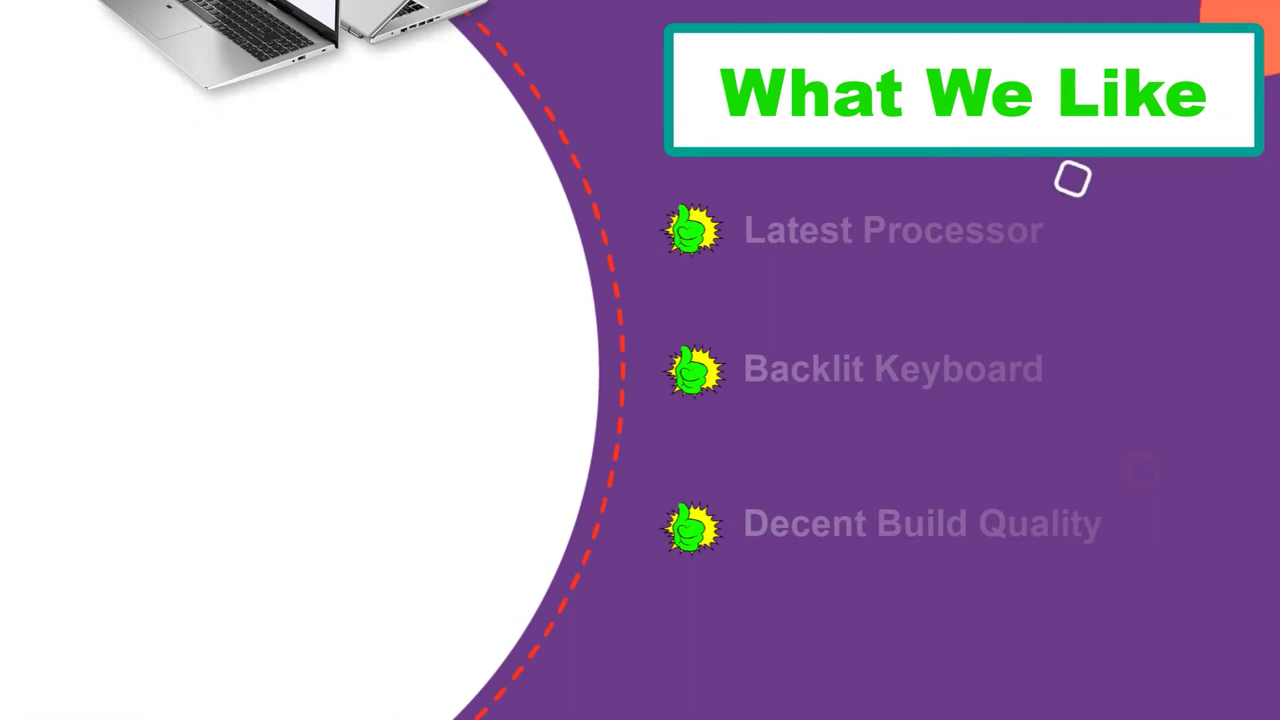 What We Like
Latest Processor
Backlit Keyboard
Decent Build Quality